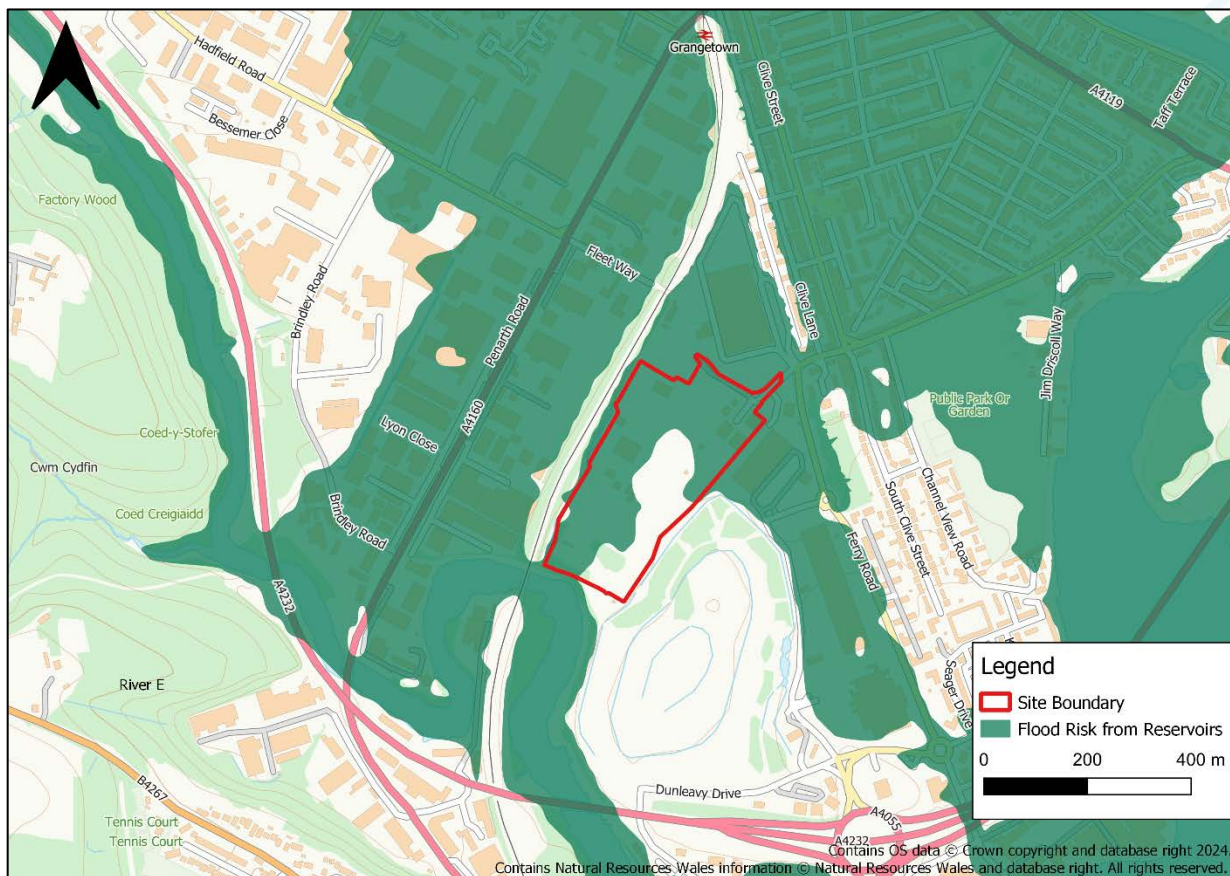 Grangetown
Hadfield Road
Bessemer Close
Clive Street
A4119
Taff Terrace
Factory Wood
Brindley Road
Fleet Way
Penarth Road
Clive Lane
Jim Driscoll Way
Public Park Or
Garden
Coed-y-Stofer
Lyon Close
A4160
Cwm Cydfin
Coed Creigiaidd
Brindley Road
Channel View Road
South Clive Street
Ferry Road
A4232
River E
Seager Drive
K
Legend
Site Boundary
Flood Risk from Reservoirs
0 200 400 m
B4267
Dunleavy Drive
A4055
A4232
Tennis Court
Tennis Court
Contains OS data © Crown copyright and database right 2024.
Contains Natural Resources Wales information © Natural Resources Wales and database right. All rights reserved.